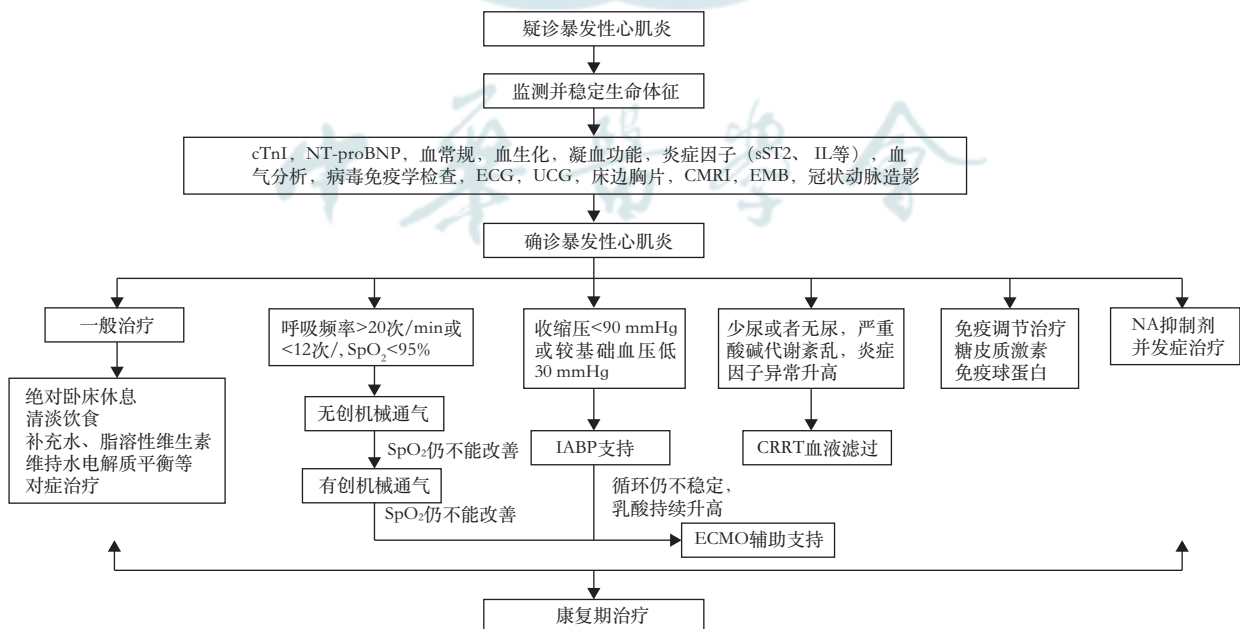 疑诊暴发性心肌炎
监测并稳定生命体征
cTnI，NT-proBNP，血常规，血生化，凝血功能，炎症因子（sST2、 IL等），血
气分析，病毒免疫学检查，ECG，UCG，床边胸片，CMRI，EMB，冠状动脉造影
中华医学会
确诊暴发性心肌炎
一般治疗
呼吸频率>20次/min或
<12次/, SpO₂<95%
收缩压<90 mmHg
或较基础血压低
30 mmHg
少尿或者无尿，严重
酸碱代谢紊乱，炎症
因子异常升高
免疫调节治疗
糖皮质激素
免疫球蛋白
NA抑制剂
并发症治疗
绝对卧床休息
清淡饮食
补充水、脂溶性维生素
维持水电解质平衡等
对症治疗
无创机械通气
SpO₂仍不能改善
有创机械通气
SpO₂仍不能改善
IABP支持
循环仍不稳定，
乳酸持续升高
CRRT血液滤过
ECMO辅助支持
康复期治疗